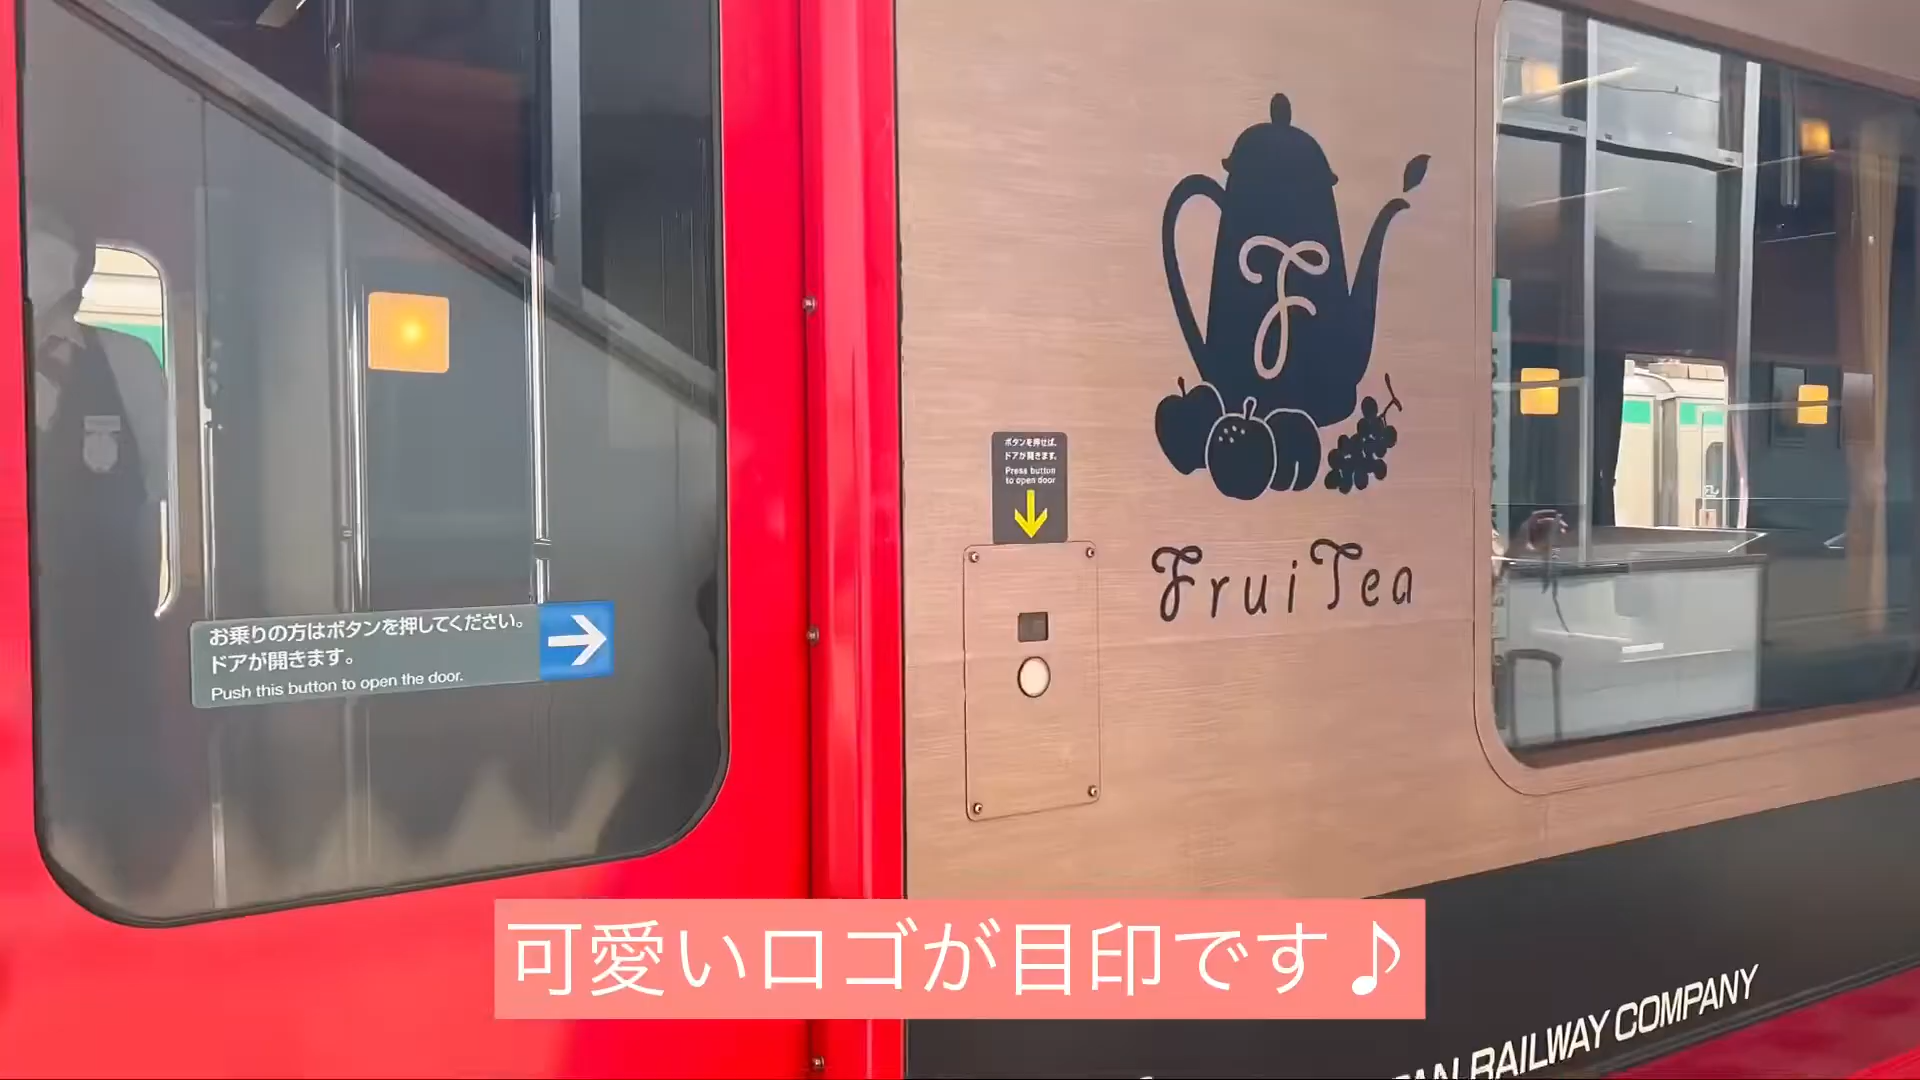 お乗りの方はボタンを押してください。
ドアが開きます。
Push this button to open the door.
ボタンを押せば、
ドアが開きます。
Press button
to open door
F
FruiTea
可愛いロゴが目印です♪
RAILWAY COMPANY